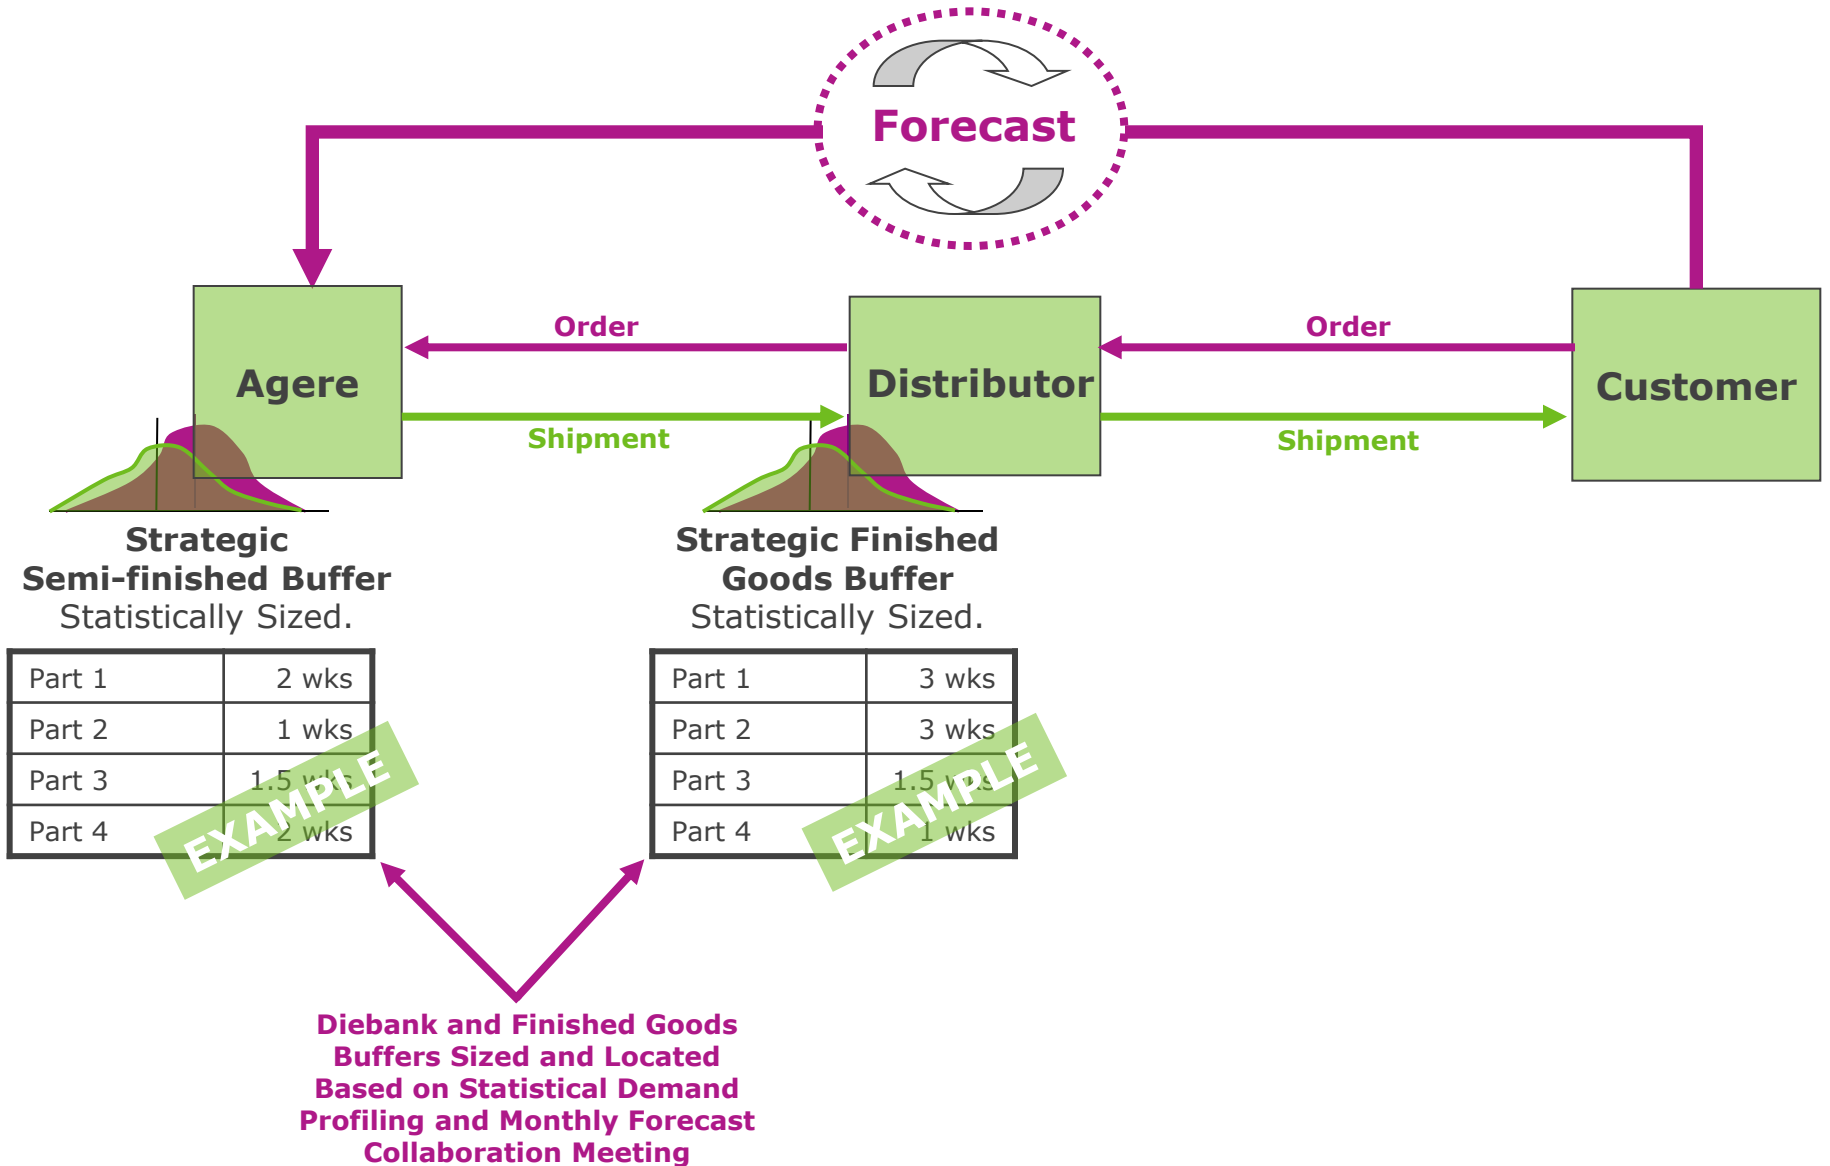 Forecast
Order
Order
Agere
Distributor
Customer
Shipment
Shipment
Strategic
Semi-finished Buffer
Statistically Sized.
Part 1 2 wks
Part 2 1 wks
Part 3 1.5 wks
Part 4 2 wks
EXAMPLE
Strategic Finished
Goods Buffer
Statistically Sized.
Part 1 3 wks
Part 2 3 wks
Part 3 1.5 wks
Part 4 1 wks
EXAMPLE
Diebank and Finished Goods
Buffers Sized and Located
Based on Statistical Demand
Profiling and Monthly Forecast
Collaboration Meeting